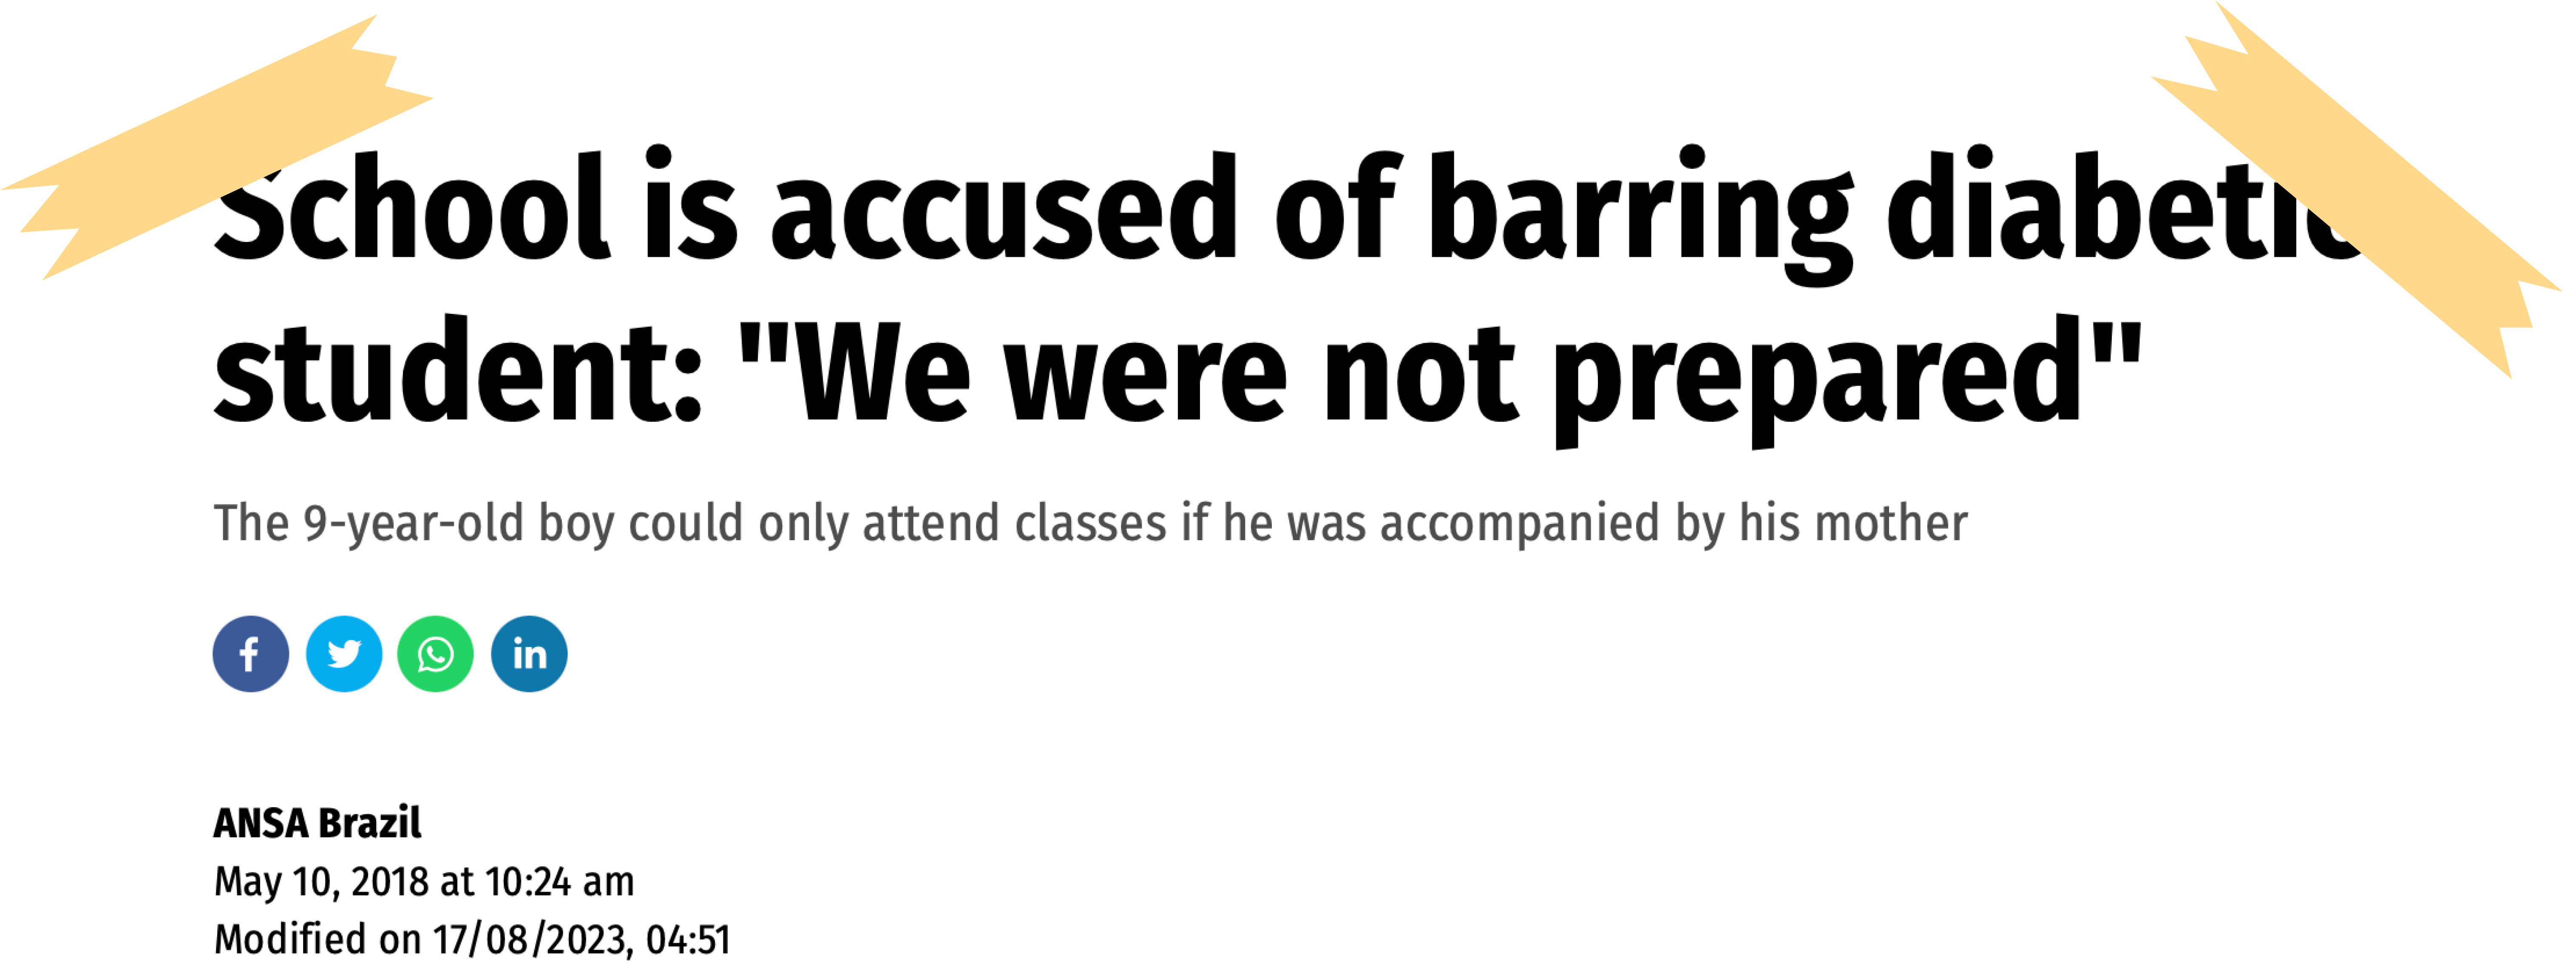 School is accused of barring diabetic
student: "We were not prepared"
The 9-year-old boy could only attend classes if he was accompanied by his mother
f
in
ANSA Brazil
May 10, 2018 at 10:24 am
Modified on 17/08/2023, 04:51